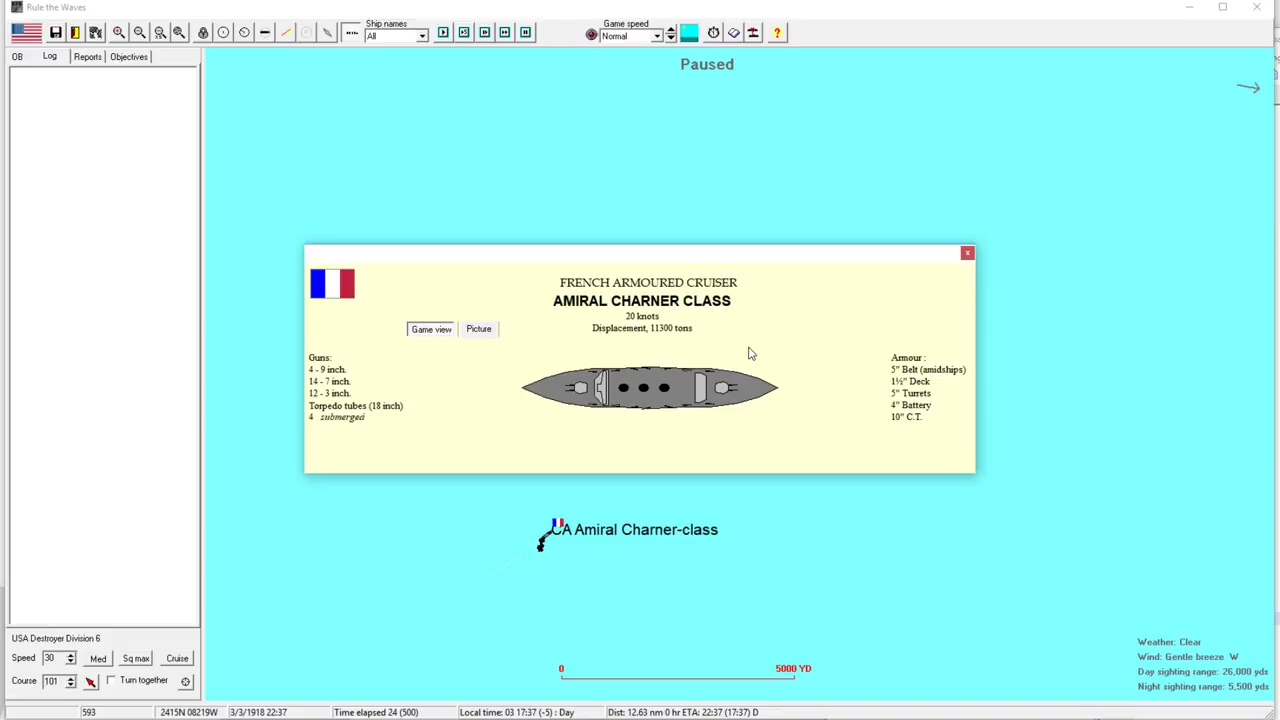 Rule the Waves
Ship names
All
Game speed
Normal
?
OB
Log
Reports
Objectives
Paused
x
FRENCH ARMOURED CRUISER
AMIRAL CHARNER CLASS
20 knots
Displacement, 11300 tons
Game view
Picture
Guns:
4 - 9 inch.
14 - 7 inch.
12 - 3 inch.
Torpedo tubes (18 inch)
4 submerged
Armour :
5" Belt (amidships)
1½" Deck
5" Turrets
4" Battery
10" C.T.
CA Amiral Charner-class
USA Destroyer Division 6
Speed 30 Med Sq max Cruise
Course 101 Turn together
0 5000 YD
Weather: Clear
Wind: Gentle breeze W
Day sighting range: 26,000 yds
Night sighting range: 5,500 yds
593 2415N 08219W 3/3/1918 22:37 Time elapsed 24 (500) Local time: 03 17:37 (-5) : Day Dist: 12.63 nm 0 hr ETA: 22:37 (17:37) D